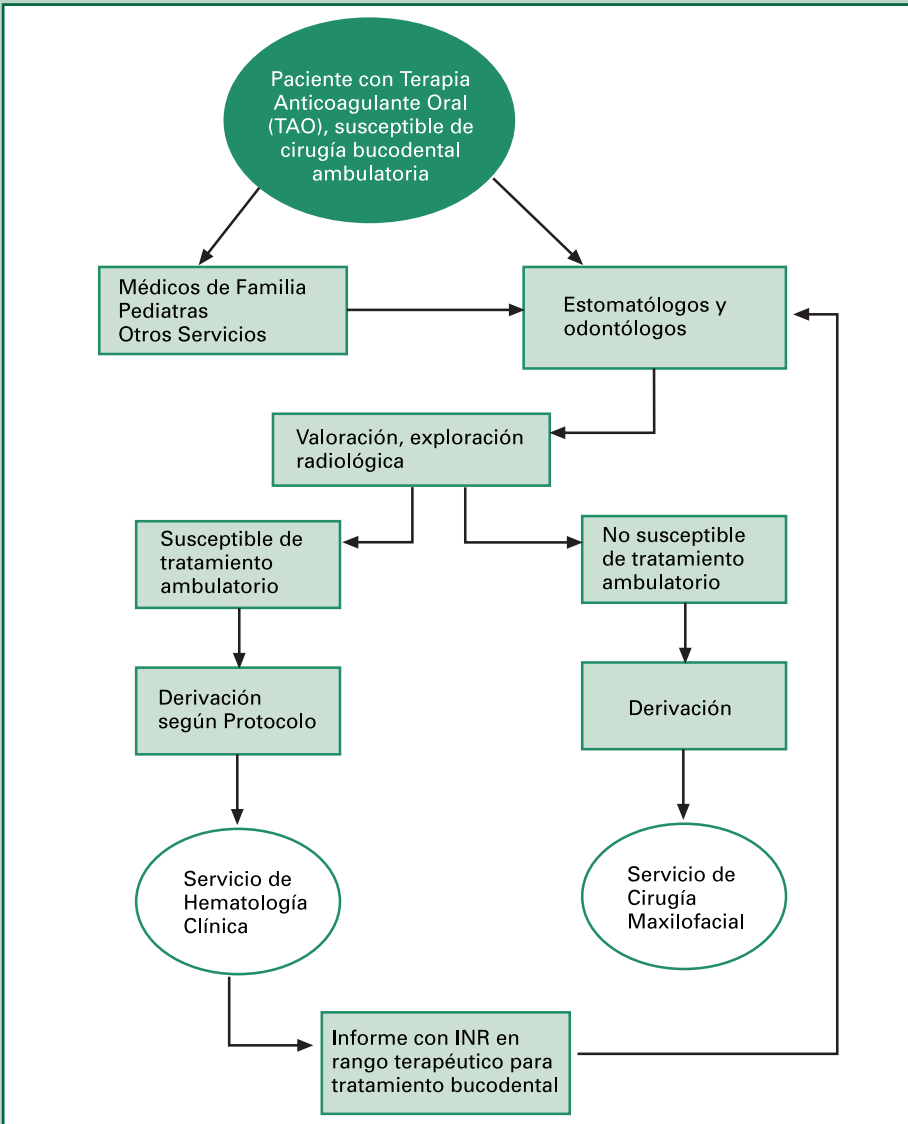 Paciente con Terapia
Anticoagulante Oral
(TAO), susceptible de
cirugía bucodental
ambulatoria
Médicos de Familia
Pediatras
Otros Servicios
Estomatólogos y
odontólogos
Valoración, exploración
radiológica
Susceptible de
tratamiento
ambulatorio
No susceptible
de tratamiento
ambulatorio
Derivación
según Protocolo
Derivación
Servicio de
Hematología
Clínica
Servicio de
Cirugía
Maxilofacial
Informe con INR en
rango terapéutico para
tratamiento bucodental